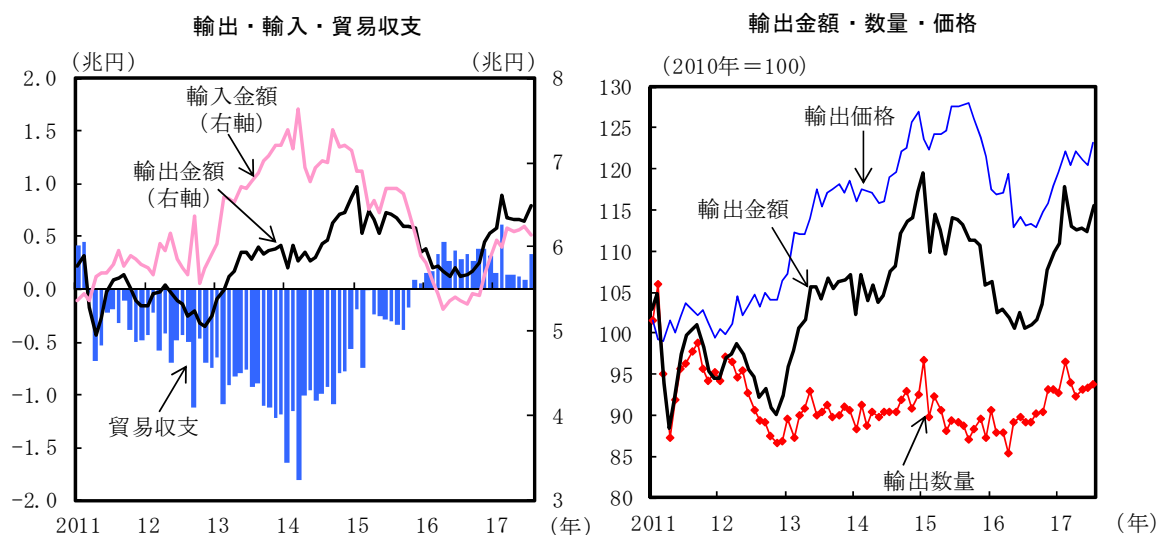 輸出・輸入・貿易収支
(兆円)
(兆円)
2.0
1.5
1.0
0.5
0.0
−0.5
−1.0
−1.5
−2.0
8
7
6
5
4
3
輸入金額
(右軸)
輸出金額
(右軸)
貿易収支
2011 12 13 14 15 16 17 (年)
輸出金額・数量・価格
(2010年＝100)
130
125
120
115
110
105
100
95
90
85
80
輸出価格
輸出金額
輸出数量
2011 12 13 14 15 16 17 (年)